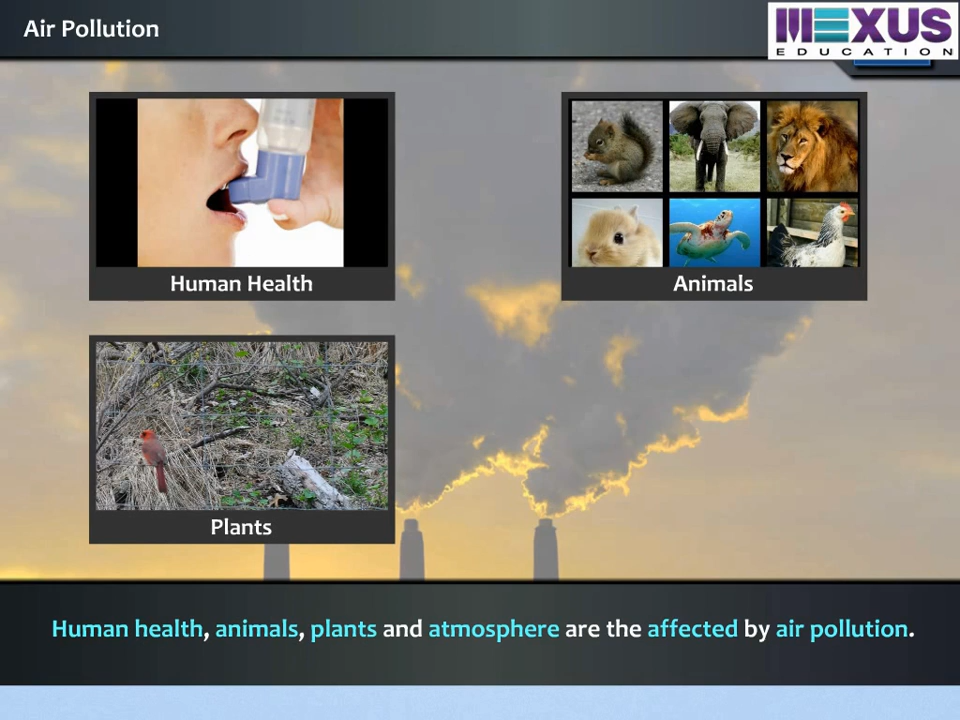 Air Pollution
MEXUS
EDUCATION
Human Health
Animals
Plants
Human health, animals, plants and atmosphere are the affected by air pollution.